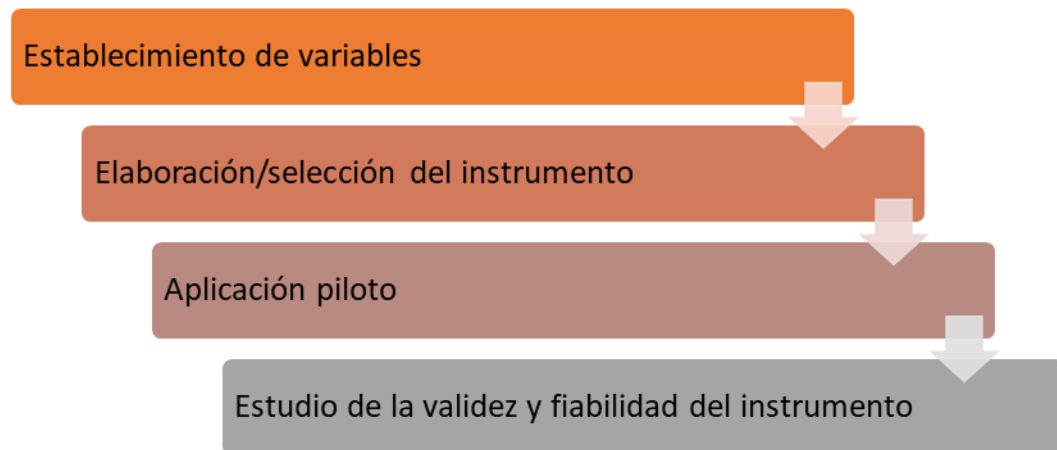 Establecimiento de variables
Elaboración/selección del instrumento
Aplicación piloto
Estudio de la validez y fiabilidad del instrumento